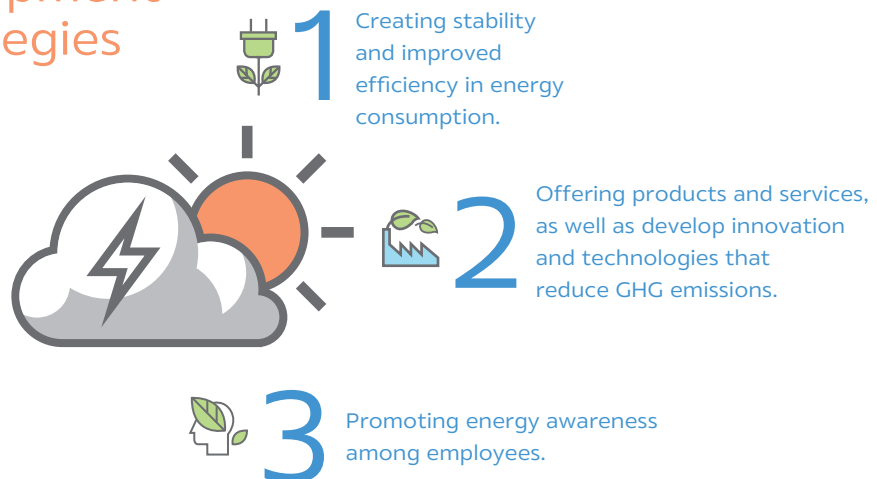 egies
1
Creating stability
and improved
efficiency in energy
consumption.
2
Offering products and services,
as well as develop innovation
and technologies that
reduce GHG emissions.
3
Promoting energy awareness
among employees.